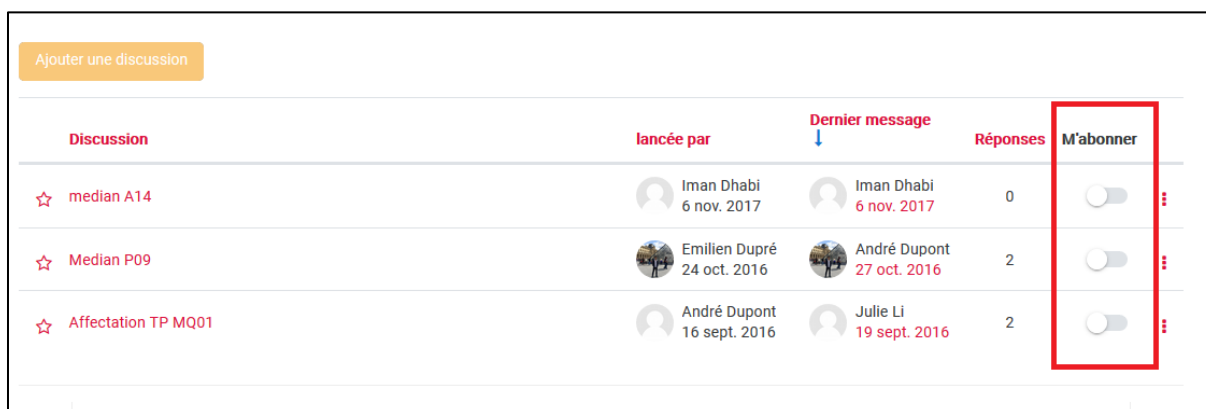 Ajouter une discussion
Discussion lancée par Dernier message Réponses M'abonner
median A14 Iman Dhabi 6 nov. 2017 Iman Dhabi 6 nov. 2017 0
Median P09 Emilien Dupré 24 oct. 2016 André Dupont 27 oct. 2016 2
Affectation TP MQ01 André Dupont 16 sept. 2016 Julie Li 19 sept. 2016 2